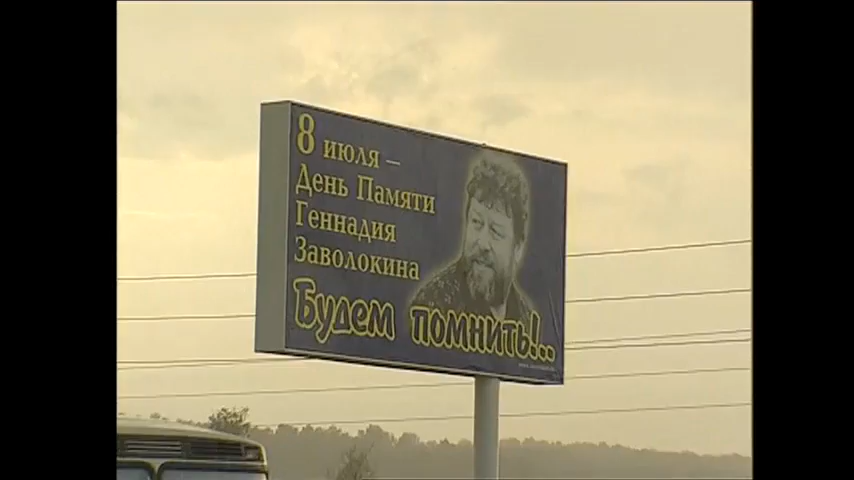 8 июля –
День Памяти
Геннадия
Заволокина
Будем помнить!..